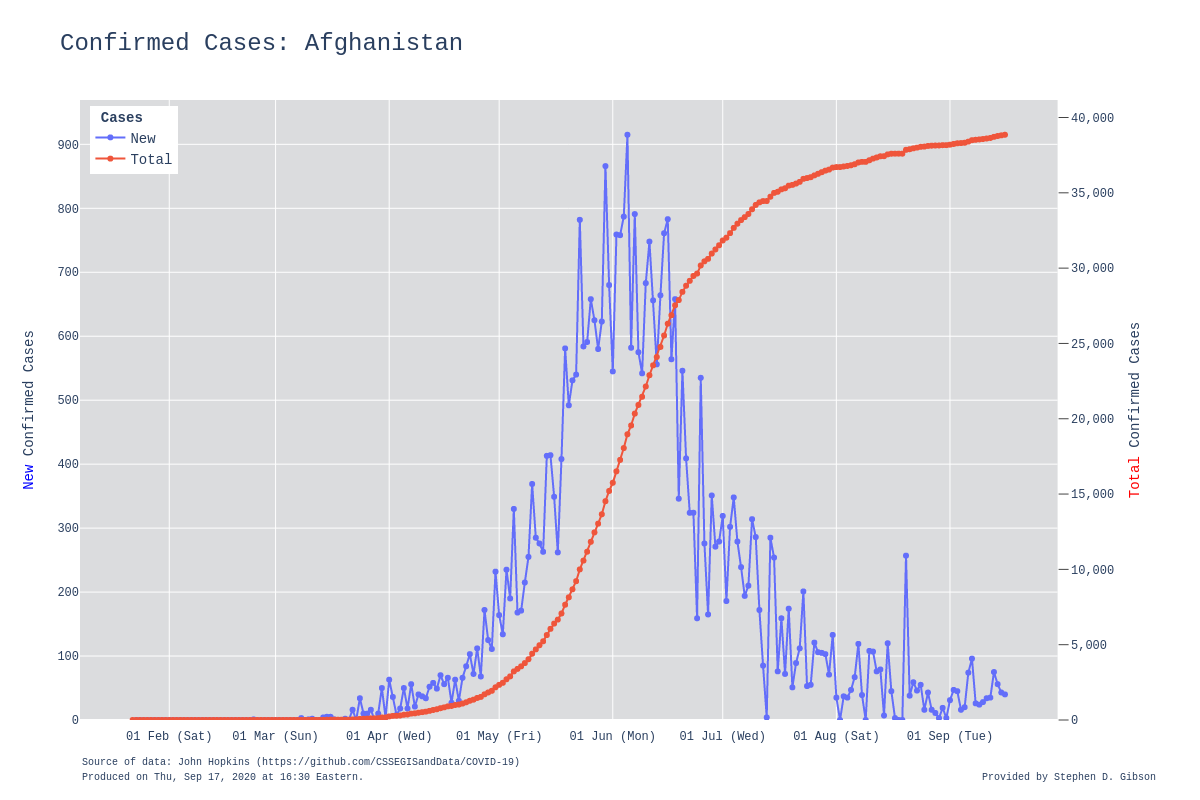 Confirmed Cases: Afghanistan
Cases
New
Total
900
800
700
600
500
400
300
200
100
0
New Confirmed Cases
40,000
35,000
30,000
25,000
20,000
15,000
10,000
5,000
0
Total Confirmed Cases
01 Feb (Sat)
01 Mar (Sun)
01 Apr (Wed)
01 May (Fri)
01 Jun (Mon)
01 Jul (Wed)
01 Aug (Sat)
01 Sep (Tue)
Source of data: John Hopkins (https://github.com/CSSEGISandData/COVID-19)
Produced on Thu, Sep 17, 2020 at 16:30 Eastern.
Provided by Stephen D. Gibson